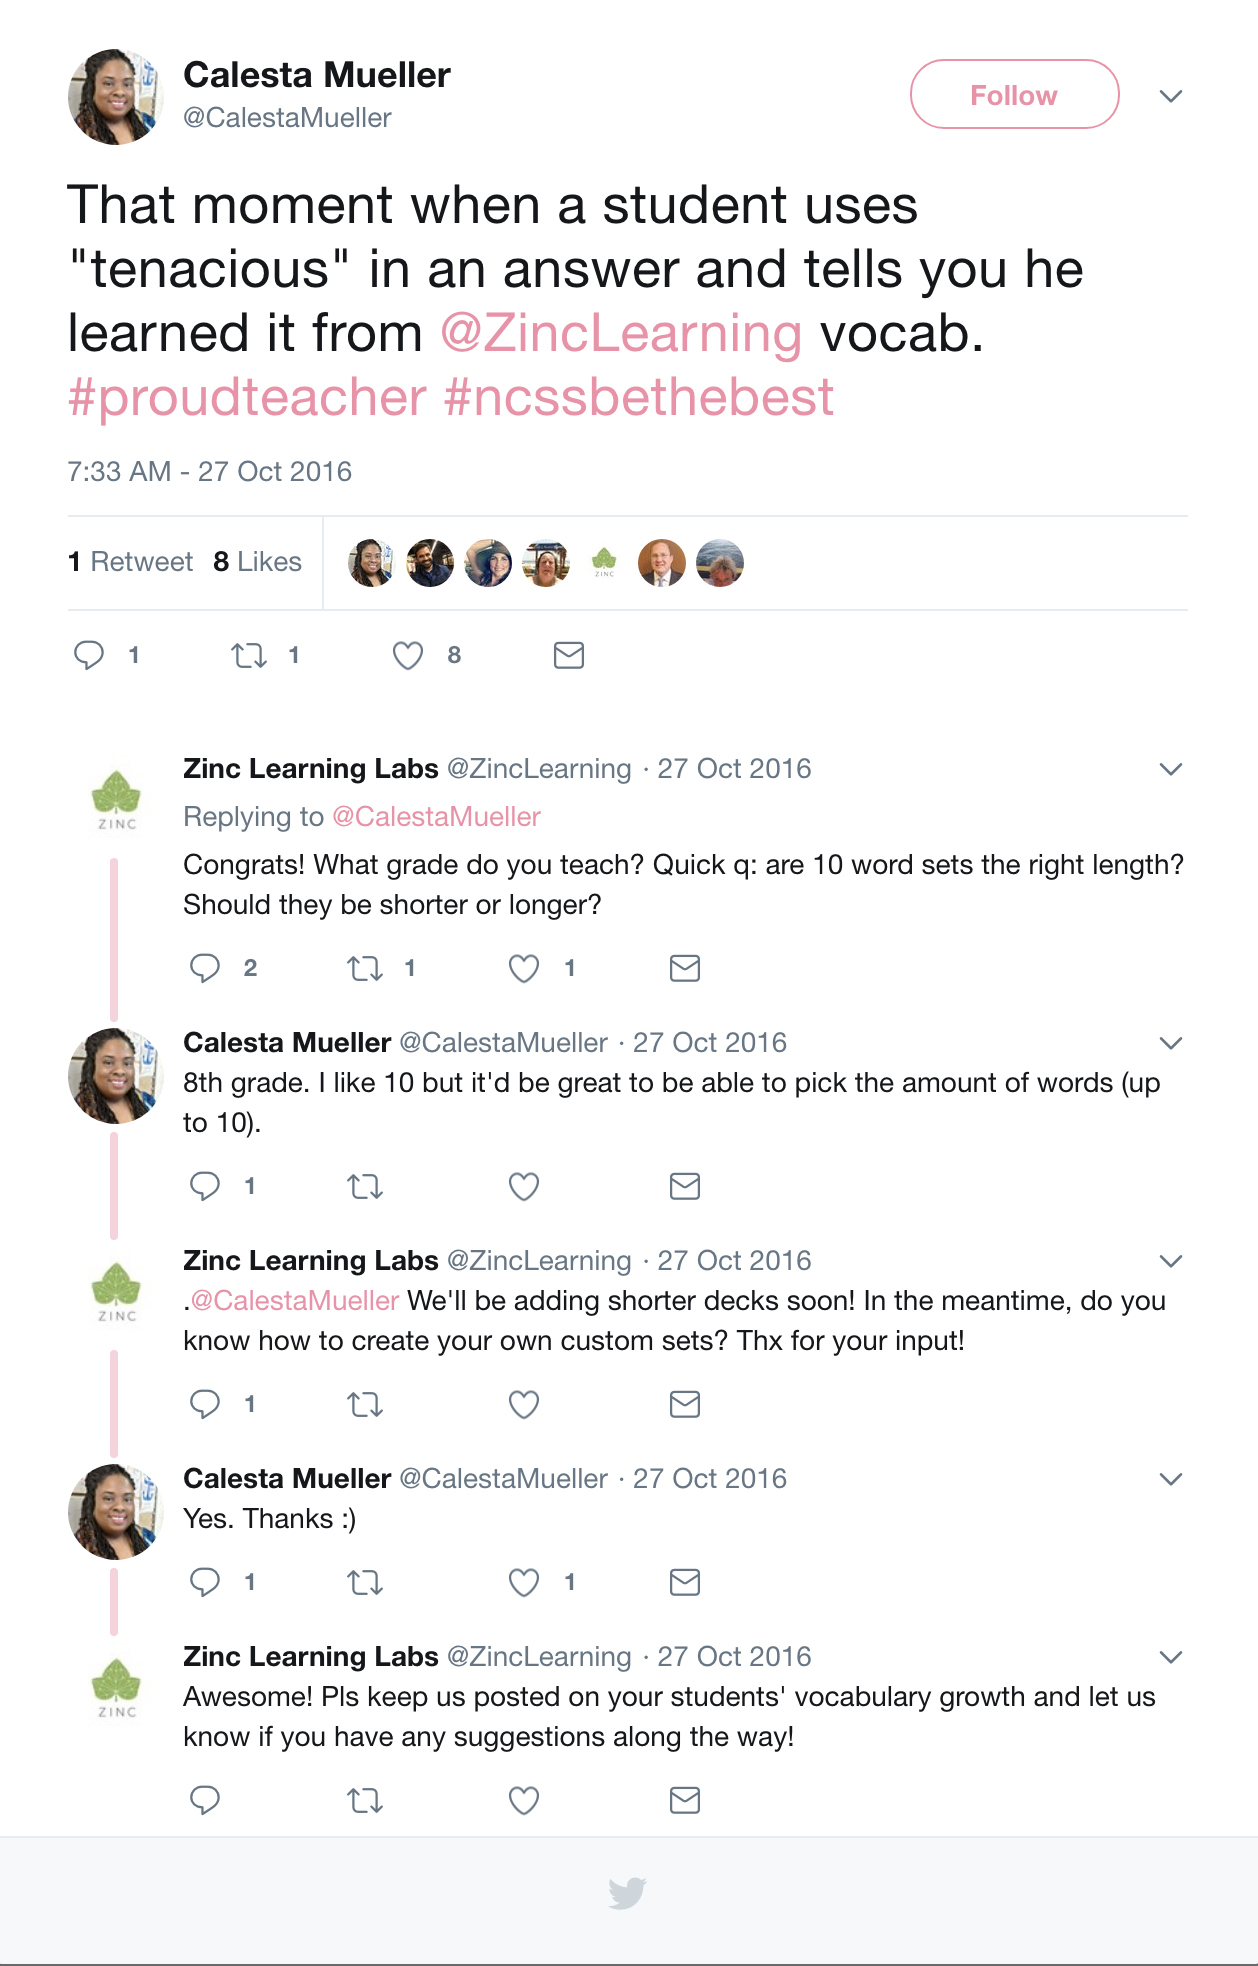 Calesta Mueller
@CalestaMueller
Follow
That moment when a student uses
"tenacious" in an answer and tells you he
learned it from @ZincLearning vocab.
#proudteacher #ncssbethebest
7:33 AM - 27 Oct 2016
1 Retweet 8 Likes
ZINC
1 1 8
Zinc Learning Labs @ZincLearning · 27 Oct 2016
ZINC
Replying to @CalestaMueller
Congrats! What grade do you teach? Quick q: are 10 word sets the right length?
Should they be shorter or longer?
2 1 1
Calesta Mueller @CalestaMueller · 27 Oct 2016
8th grade. I like 10 but it'd be great to be able to pick the amount of words (up
to 10).
1
Zinc Learning Labs @ZincLearning · 27 Oct 2016
ZINC
.@CalestaMueller We'll be adding shorter decks soon! In the meantime, do you
know how to create your own custom sets? Thx for your input!
1
Calesta Mueller @CalestaMueller · 27 Oct 2016
Yes. Thanks :)
1 1
Zinc Learning Labs @ZincLearning · 27 Oct 2016
ZINC
Awesome! Pls keep us posted on your students' vocabulary growth and let us
know if you have any suggestions along the way!